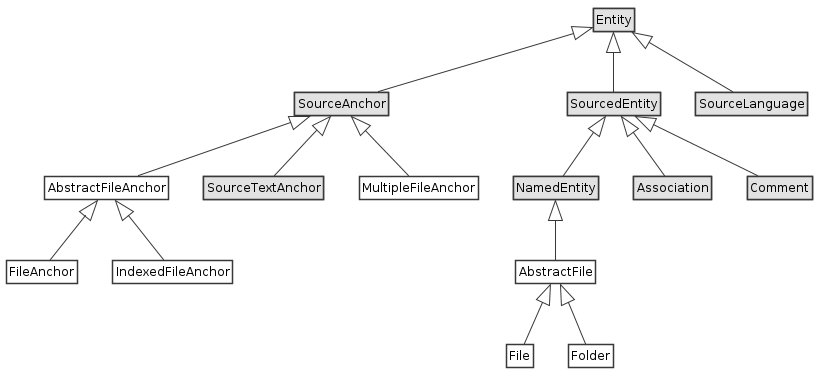 Entity
SourceAnchor
SourcedEntity
SourceLanguage
AbstractFileAnchor
SourceTextAnchor
MultipleFileAnchor
NamedEntity
Association
Comment
FileAnchor
IndexedFileAnchor
AbstractFile
File
Folder